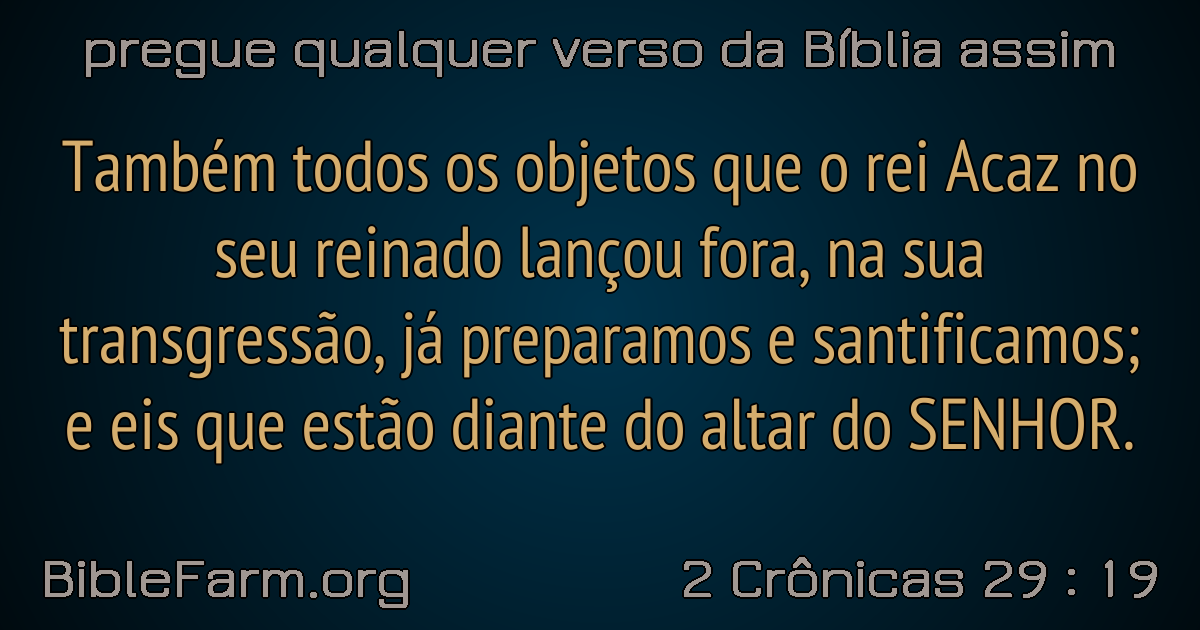 pregue qualquer verso da Bíblia assim
Também todos os objetos que o rei Acaz no
seu reinado lançou fora, na sua
transgressão, já preparamos e santificamos;
e eis que estão diante do altar do SENHOR.
BibleFarm.org
2 Crônicas 29 : 19